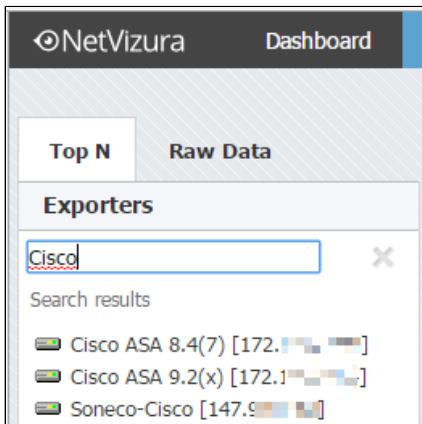 NetVizura Dashboard
Top N Raw Data
Exporters
Cisco
Search results
Cisco ASA 8.4(7) [172.
Cisco ASA 9.2(x) [172.1
Soneco-Cisco [147.9